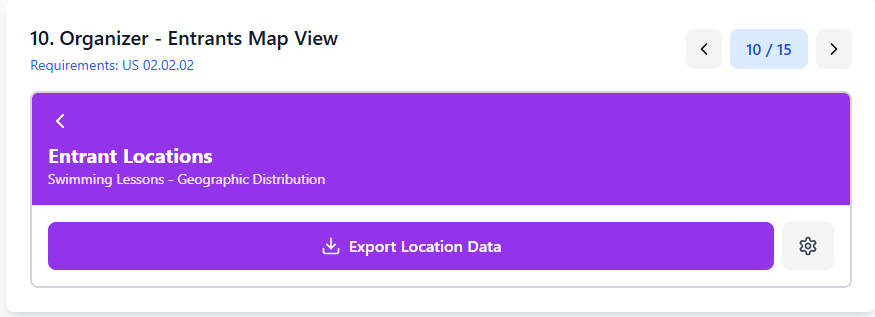 10. Organizer - Entrants Map View
Requirements: US 02.02.02
10 / 15
Entrant Locations
Swimming Lessons - Geographic Distribution
Export Location Data